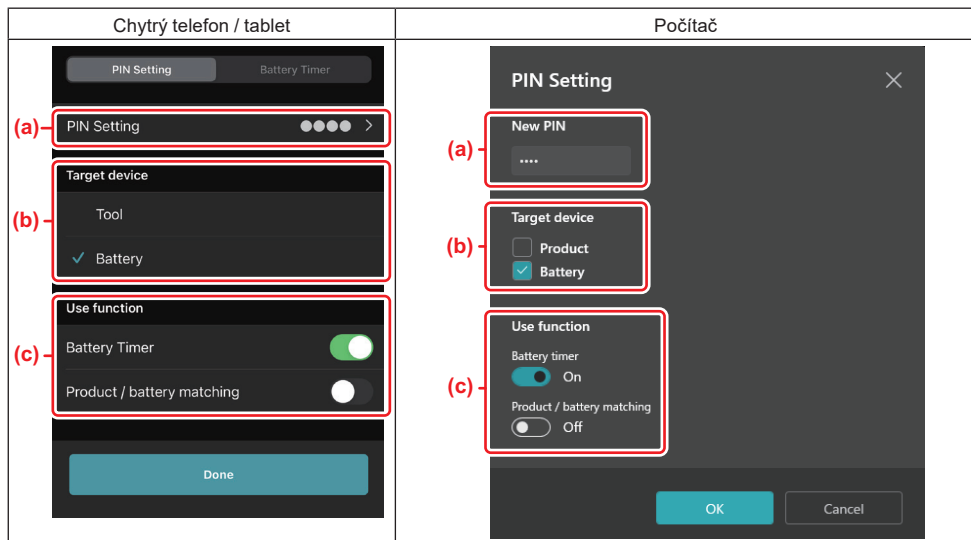 Chytrý telefon / tablet
Počítač
PIN Setting
Battery Timer
(a)
PIN Setting
●●●● >
(b)
Target device
Tool
Battery
(c)
Use function
Battery Timer
Product / battery matching
Done
PIN Setting
(a)
New PIN
••••
(b)
Target device
Product
Battery
(c)
Use function
Battery timer
On
Product / battery matching
Off
OK
Cancel